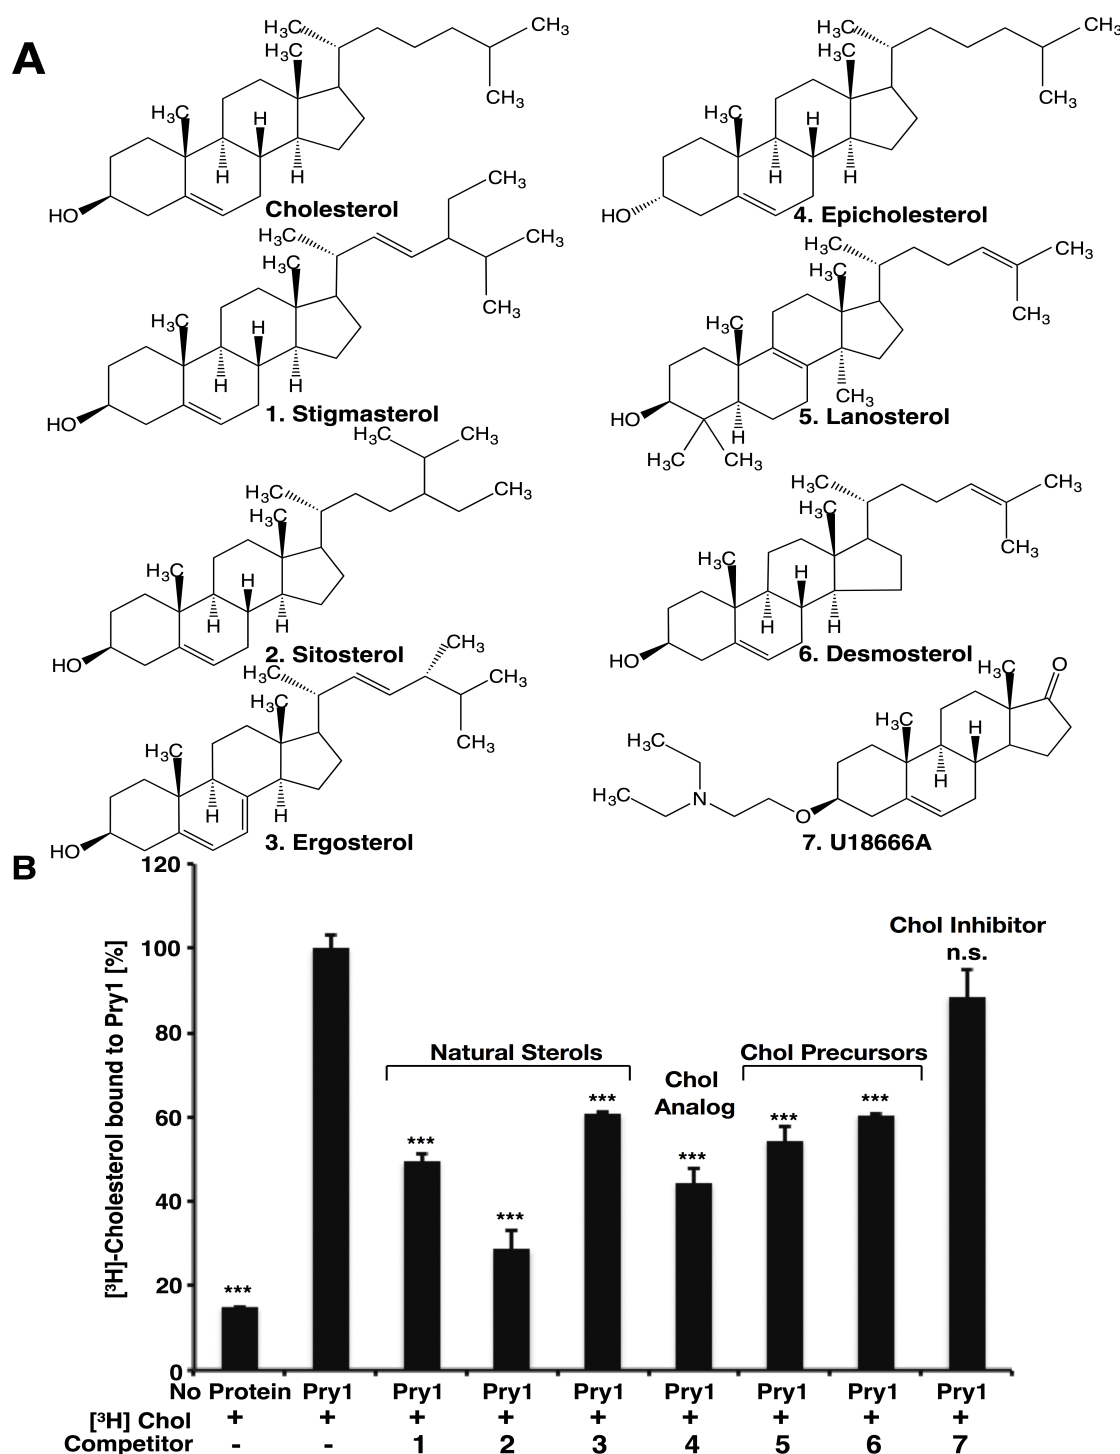 A
H₃C CH₃
H₃C
CH₃
H₃C H
H H
HO
Cholesterol
H₃C CH₃
H₃C
CH₃
H₃C H
H H
HO
4. Epicholesterol
CH₃
H₃C CH₃
H₃C
CH₃
H₃C H
H H
HO
1. Stigmasterol
H₃C CH₃
H₃C
CH₃
H₃C
CH₃
HO
H
H₃C CH₃
5. Lanosterol
H₃C CH₃
H₃C CH₃
H₃C
H₃C H
H H
HO
2. Sitosterol
H₃C CH₃
H₃C
CH₃
H₃C H
H H
HO
6. Desmosterol
CH₃
H₃C CH₃
H₃C
CH₃
H₃C
H H
HO
3. Ergosterol
H₃C O
H₃C H
H
H₃C
H₃C N
O
7. U18666A
B
[³H]-Cholesterol bound to Pry1 [%]
120
100
80
60
40
20
0
Chol Inhibitor
n.s.
Natural Sterols
Chol Precursors
Chol
Analog
***
***
***
***
***
***
***
No Protein Pry1 Pry1 Pry1 Pry1 Pry1 Pry1 Pry1 Pry1
[³H] Chol + + + + + + + + +
Competitor - - 1 2 3 4 5 6 7